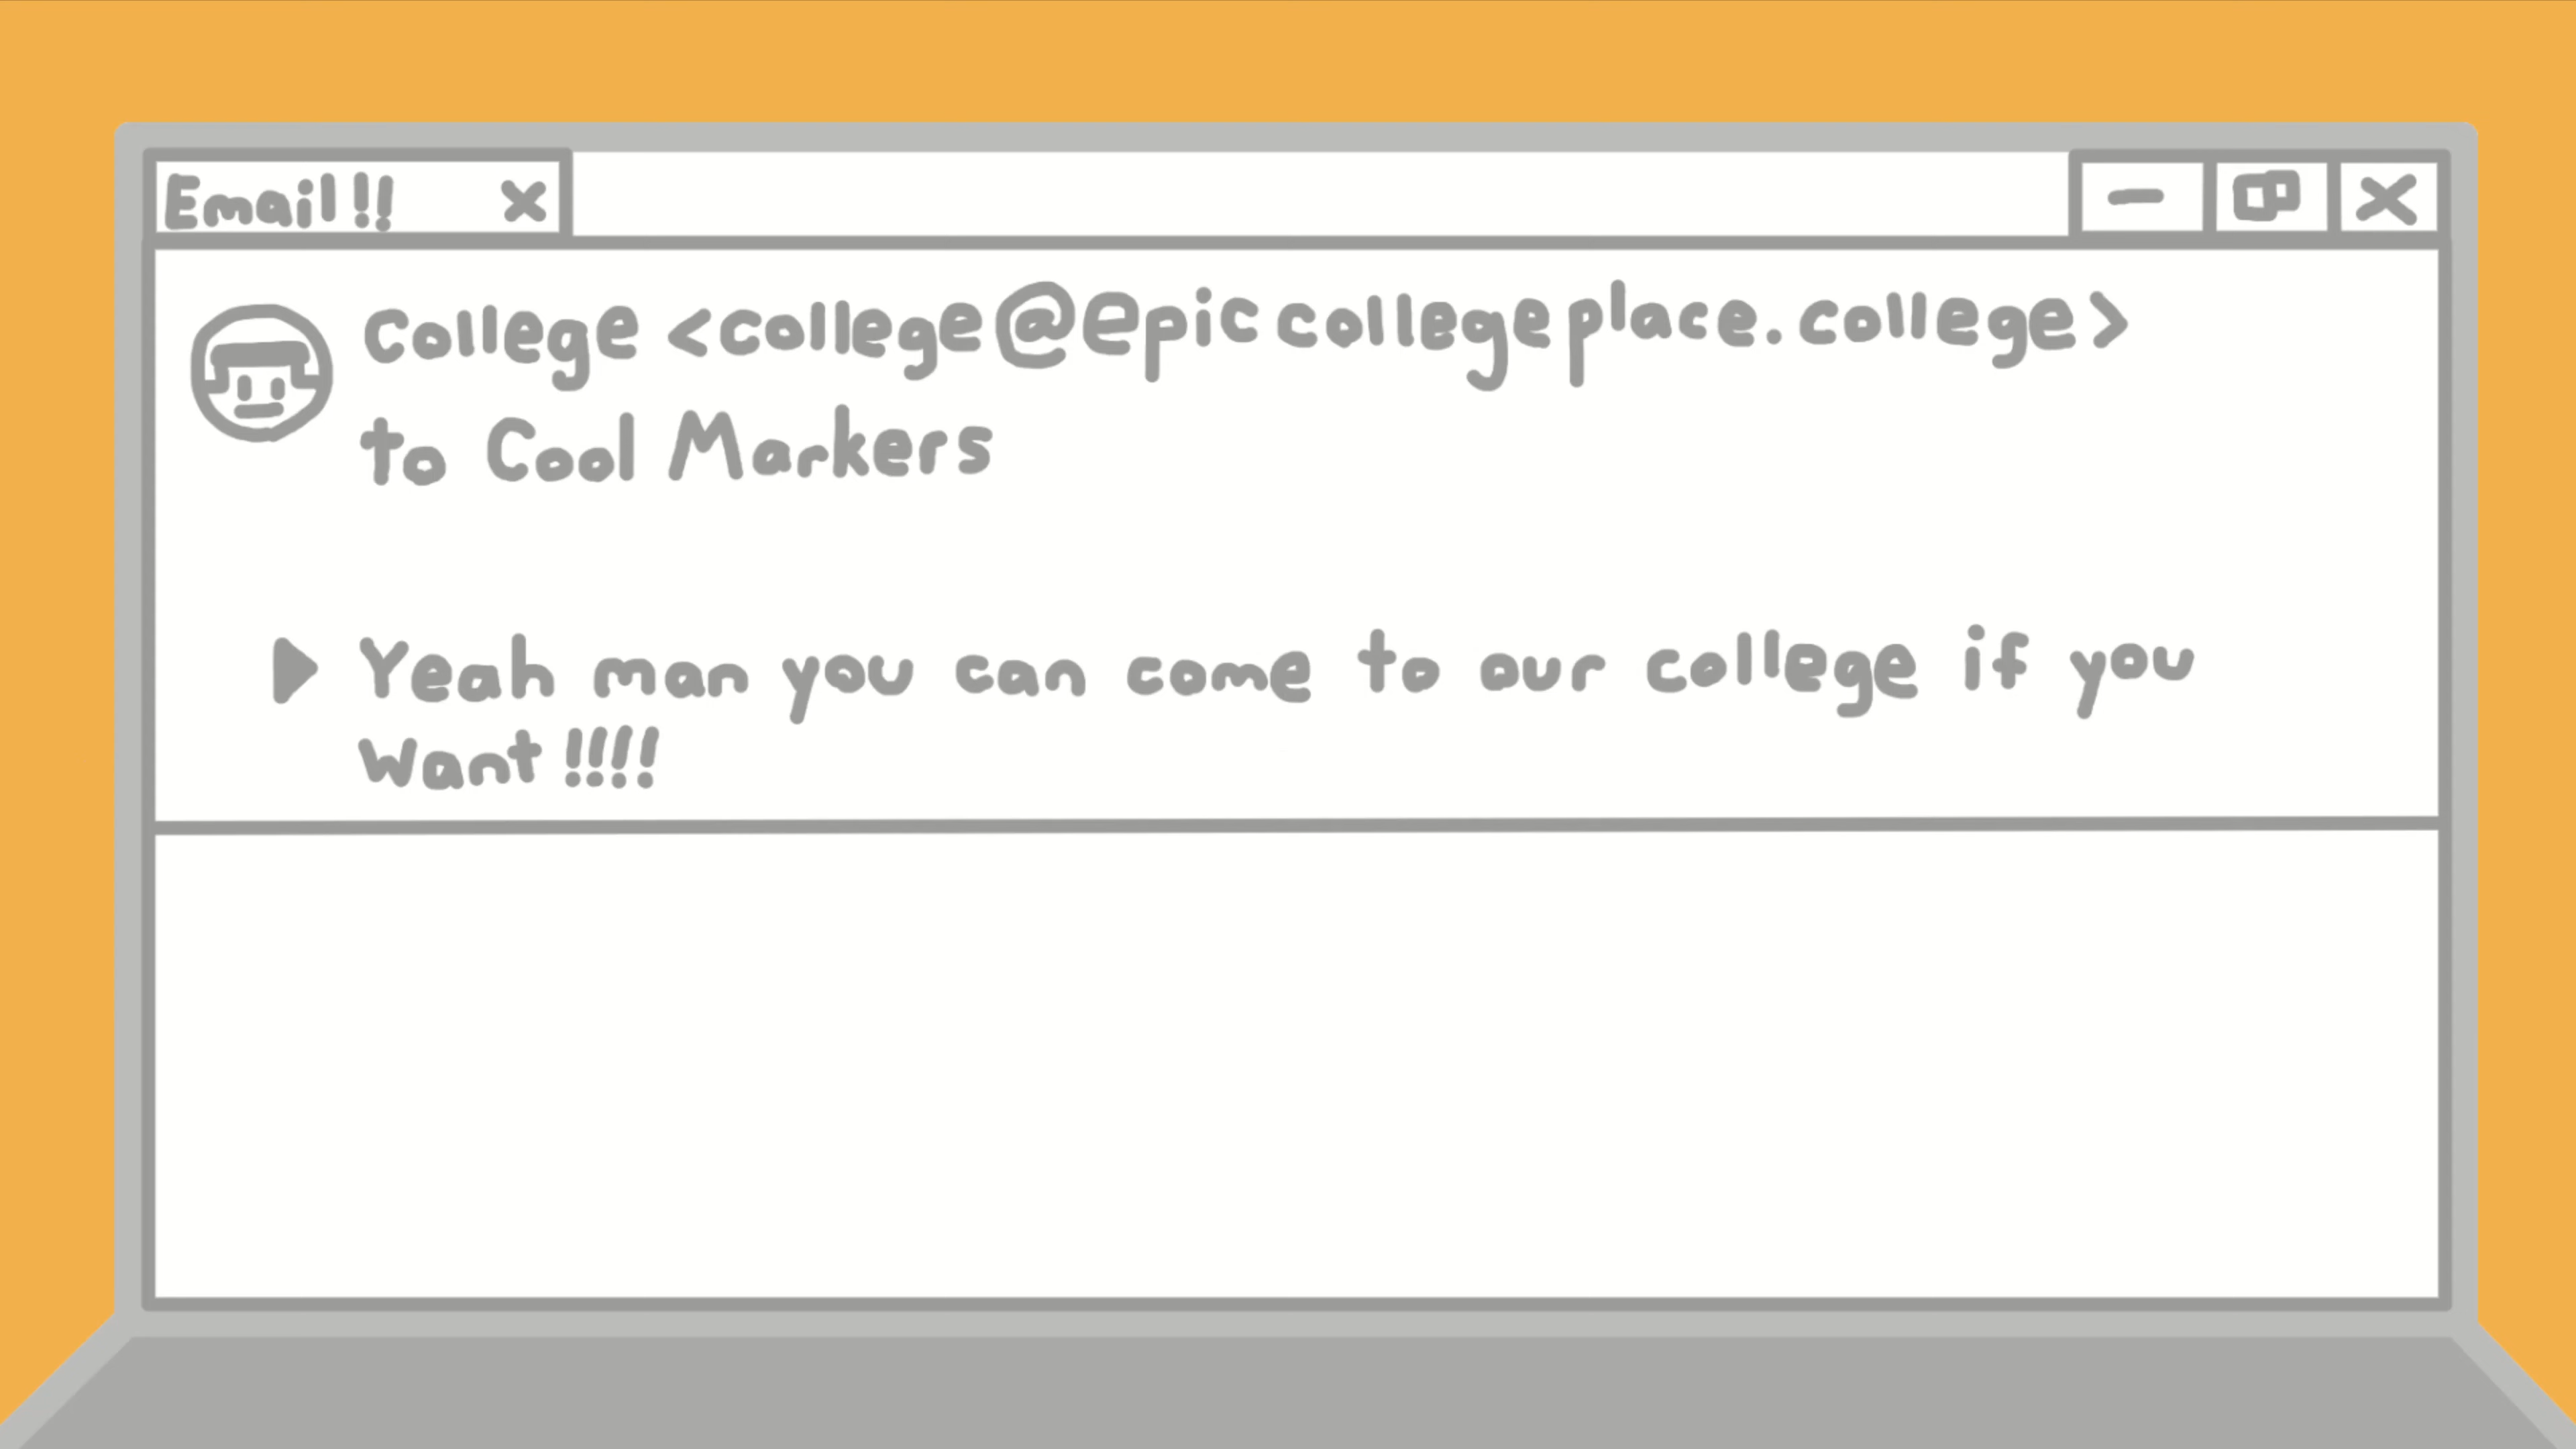 Email!!
College <college@epiccollegeplace.college>
to Cool Markers
Yeah man you can come to our college if you
want!!!!